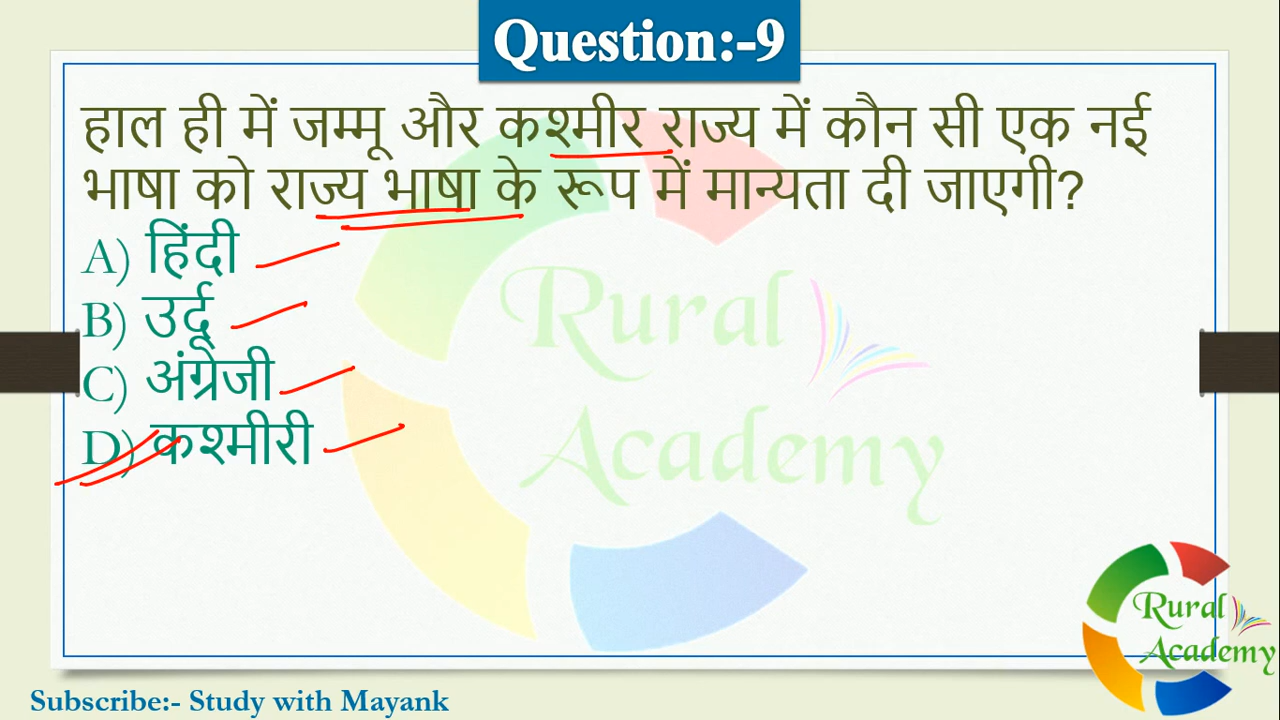 Question:-9
हाल ही में जम्मू और कश्मीर राज्य में कौन सी एक नई
भाषा को राज्य भाषा के रूप में मान्यता दी जाएगी?
A) हिंदी
B) उर्दू
C) अंग्रेजी
D) कश्मीरी
Rural
Academy
Rural
Academy
Subscribe:- Study with Mayank